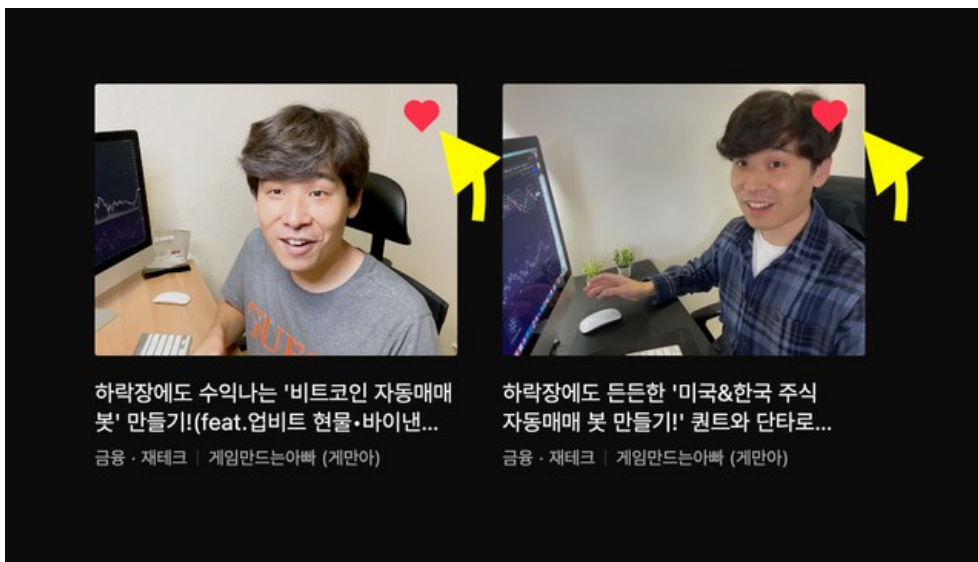 GUE
하락장에도 수익나는 '비트코인 자동매매
봇' 만들기!(feat.업비트 현물•바이낸...
금융 · 재테크 | 게임만드는아빠 (게만아)
하락장에도 든든한 '미국&한국 주식
자동매매 봇 만들기!' 퀀트와 단타로...
금융 · 재테크 | 게임만드는아빠 (게만아)